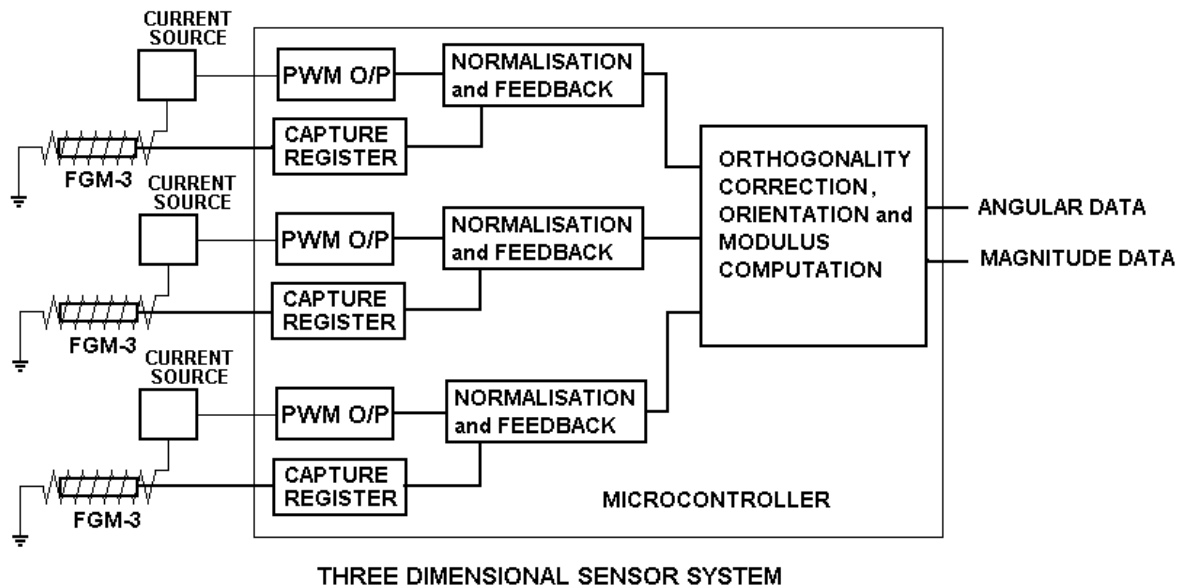 CURRENT
SOURCE
PWM O/P
NORMALISATION
and FEEDBACK
CAPTURE
REGISTER
FGM-3
CURRENT
SOURCE
PWM O/P
NORMALISATION
and FEEDBACK
CAPTURE
REGISTER
FGM-3
CURRENT
SOURCE
PWM O/P
NORMALISATION
and FEEDBACK
CAPTURE
REGISTER
FGM-3
ORTHOGONALITY
CORRECTION,
ORIENTATION and
MODULUS
COMPUTATION
ANGULAR DATA
MAGNITUDE DATA
MICROCONTROLLER
THREE DIMENSIONAL SENSOR SYSTEM